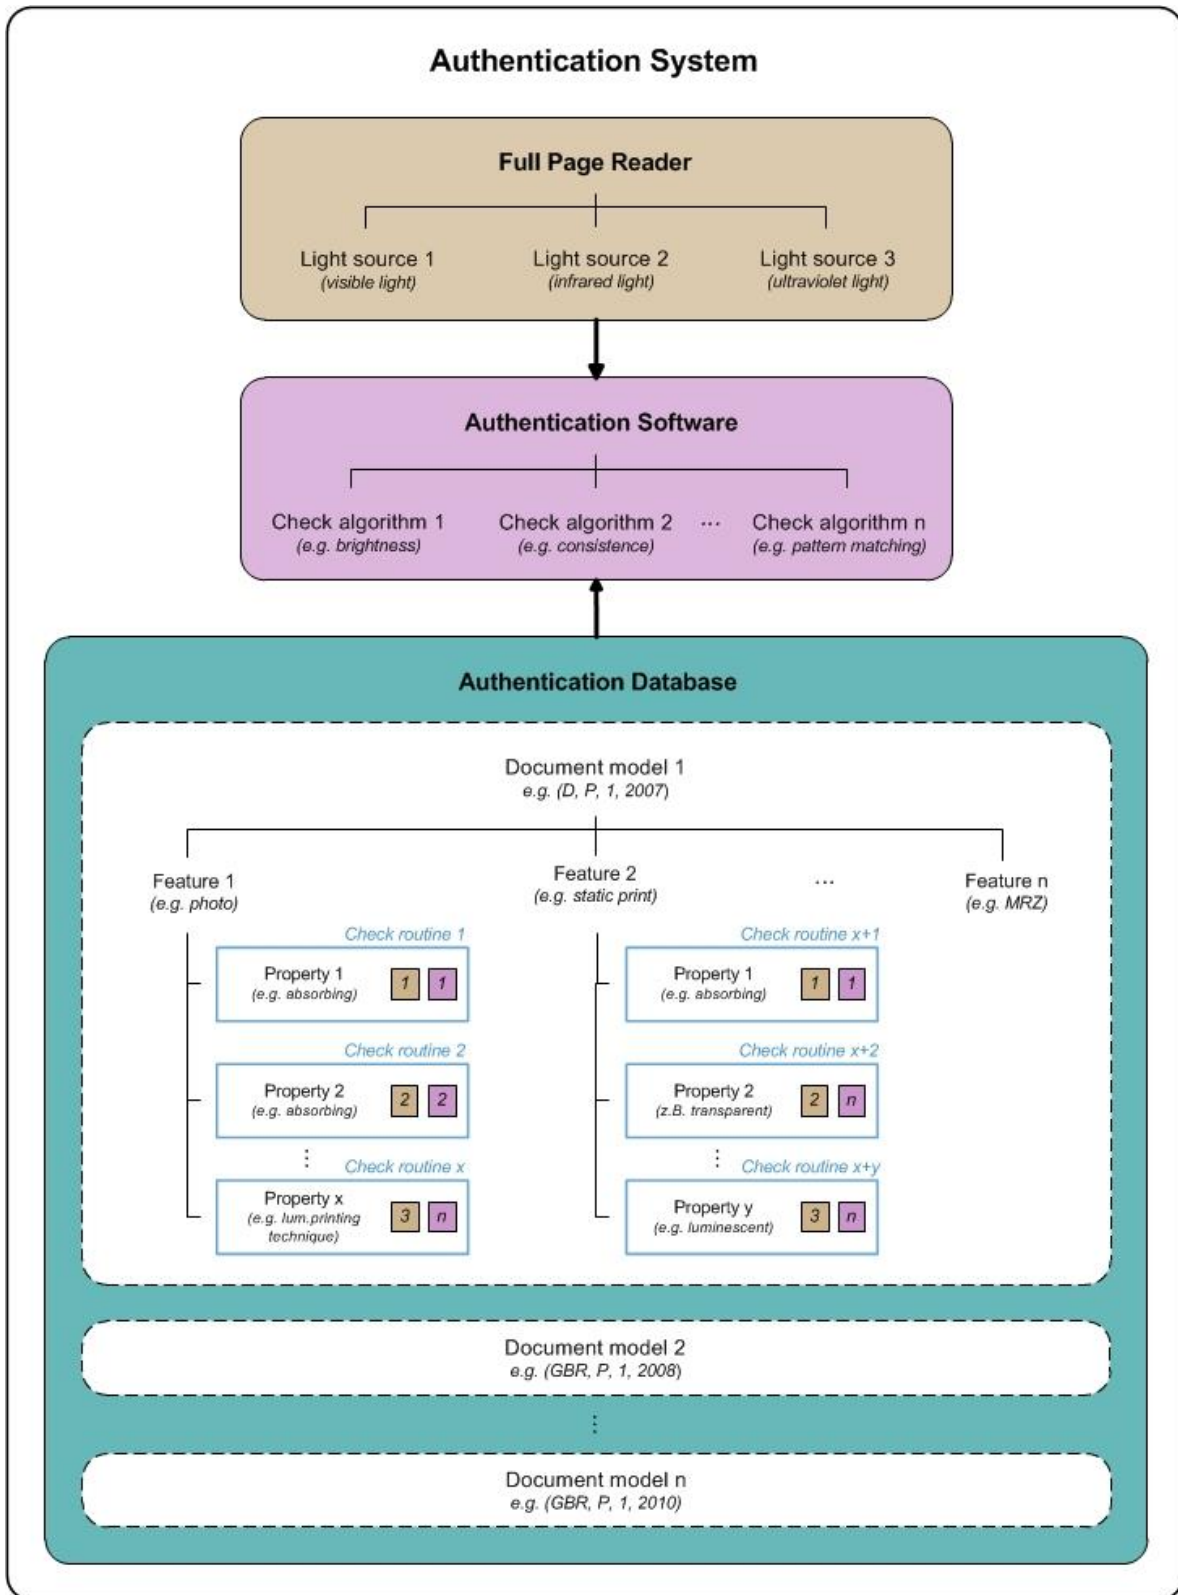 Authentication System
Full Page Reader
Light source 1
(visible light)
Light source 2
(infrared light)
Light source 3
(ultraviolet light)
Authentication Software
Check algorithm 1
(e.g. brightness)
Check algorithm 2
(e.g. consistence)
...
Check algorithm n
(e.g. pattern matching)
Authentication Database
Document model 1
e.g. (D, P, 1, 2007)
Feature 1
(e.g. photo)
Feature 2
(e.g. static print)
...
Feature n
(e.g. MRZ)
Check routine 1
Property 1
(e.g. absorbing)
1 1
Check routine 2
Property 2
(e.g. absorbing)
2 2
⋮
Check routine x
Property x
(e.g. lum.printing
technique)
3 n
Check routine x+1
Property 1
(e.g. absorbing)
1 1
Check routine x+2
Property 2
(z.B. transparent)
2 n
⋮
Check routine x+y
Property y
(e.g. luminescent)
3 n
Document model 2
e.g. (GBR, P, 1, 2008)
⋮
Document model n
e.g. (GBR, P, 1, 2010)